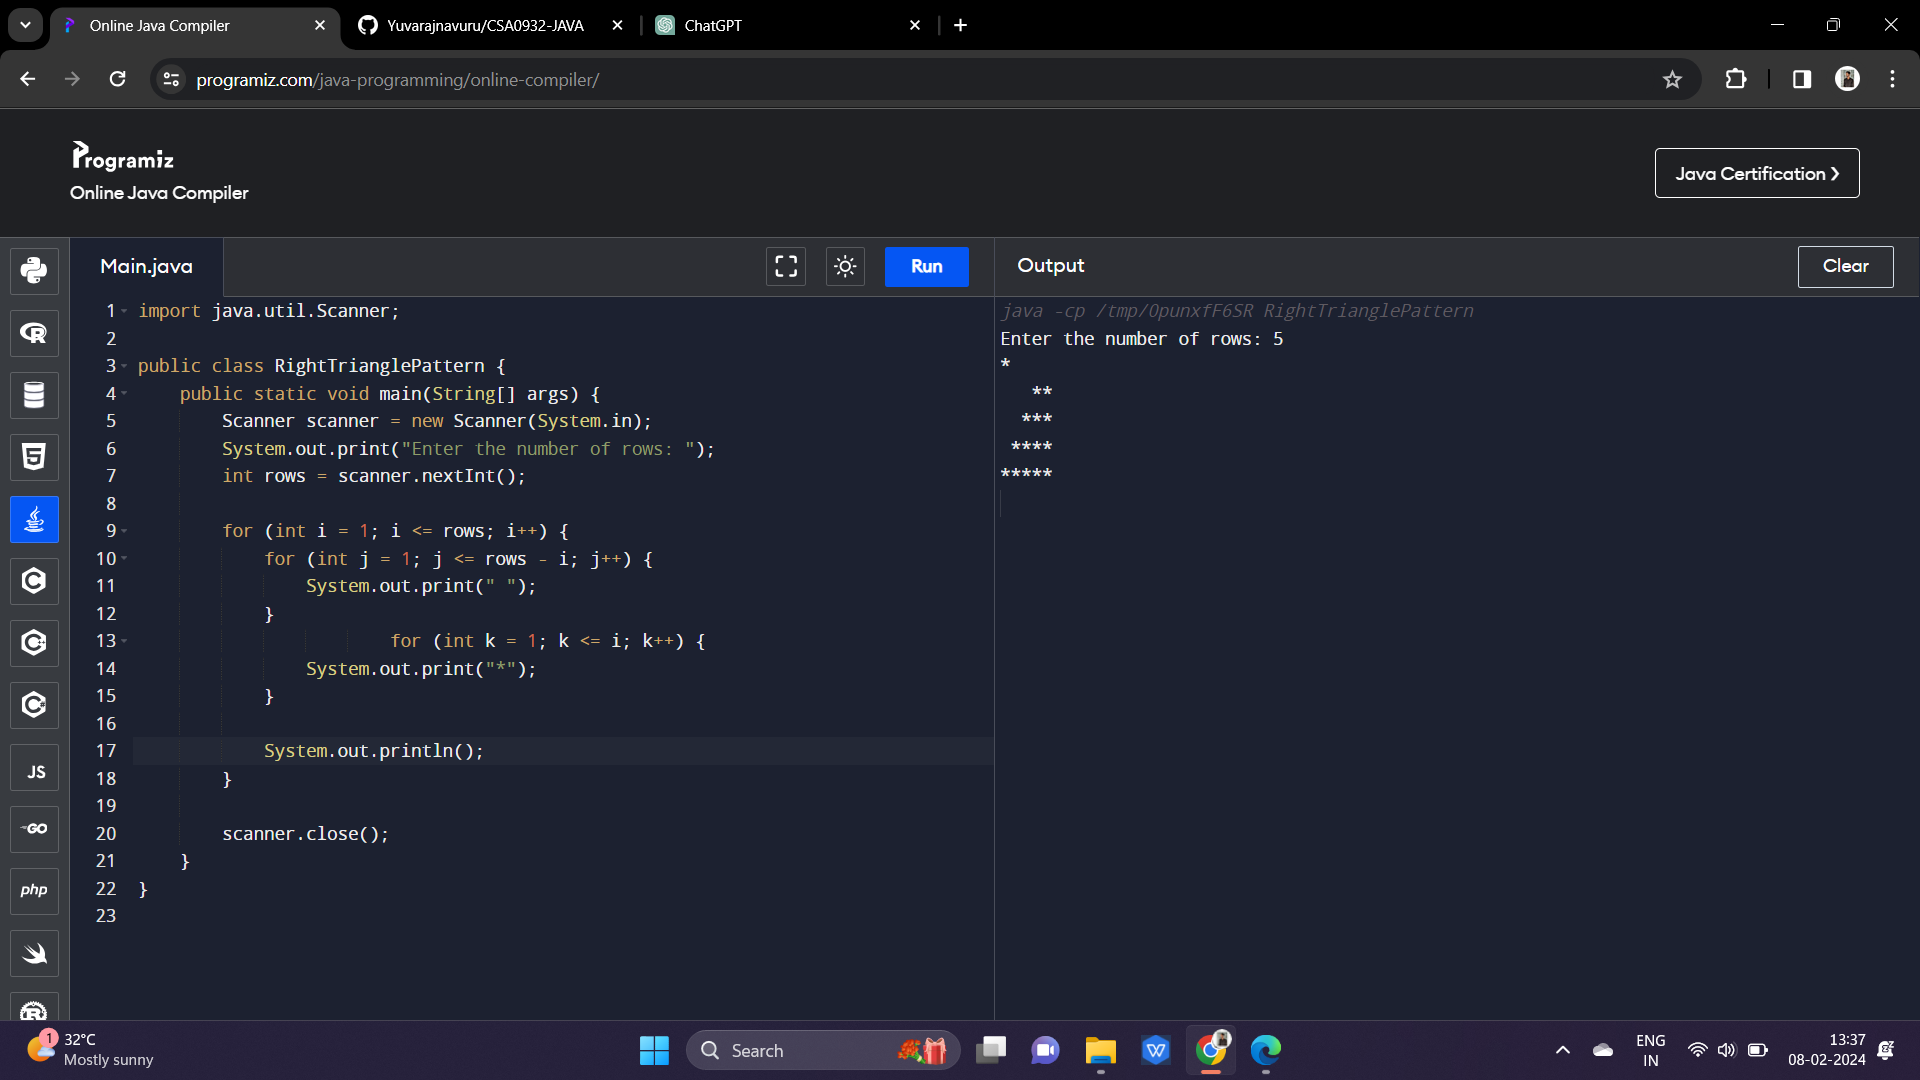 Online Java Compiler
Yuvarajnavuru/CSA0932-JAVA
ChatGPT
programiz.com/java-programming/online-compiler/
Programiz
Online Java Compiler
Java Certification ❯
Main.java
Run
Output
Clear
1 import java.util.Scanner;
2
3 public class RightTrianglePattern {
4     public static void main(String[] args) {
5         Scanner scanner = new Scanner(System.in);
6         System.out.print("Enter the number of rows: ");
7         int rows = scanner.nextInt();
8
9         for (int i = 1; i <= rows; i++) {
10             for (int j = 1; j <= rows - i; j++) {
11                 System.out.print(" ");
12             }
13                         for (int k = 1; k <= i; k++) {
14                 System.out.print("*");
15             }
16
17             System.out.println();
18         }
19
20         scanner.close();
21     }
22 }
23
java -cp /tmp/OpunxfF6SR RightTrianglePattern
Enter the number of rows: 5
*
   **
  ***
 ****
*****
JS
GO
php
1
32°C
Mostly sunny
Search
ENG
IN
13:37
08-02-2024